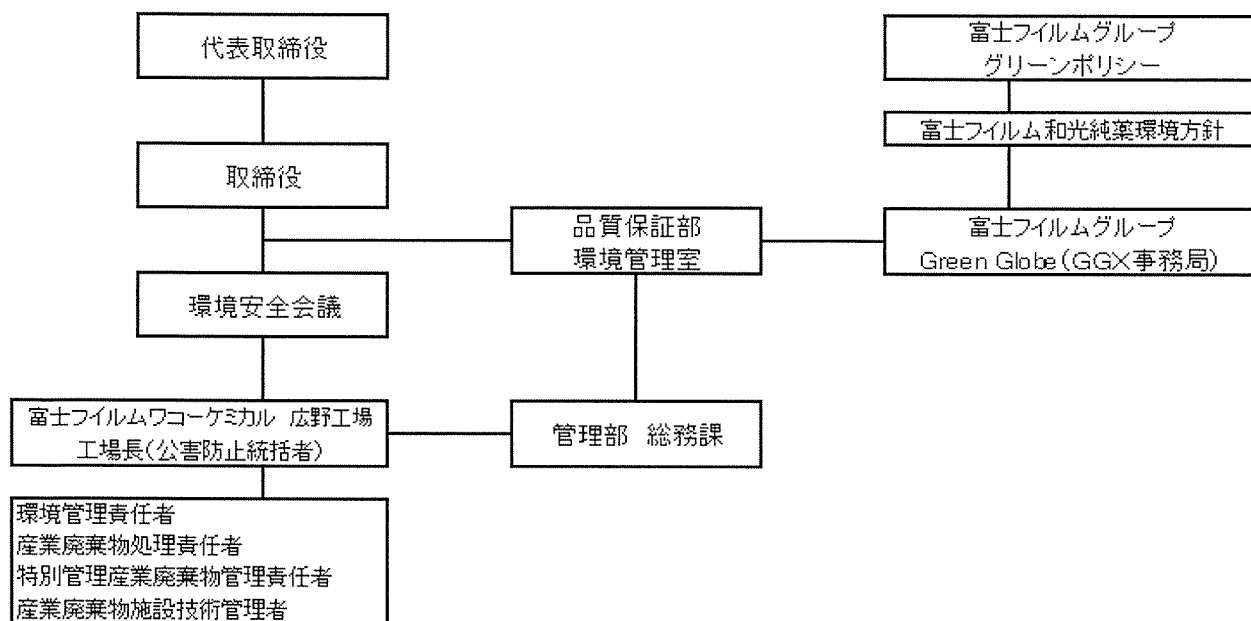 代表取締役
取締役
環境安全会議
富士フイルムワコーケミカル 広野工場
工場長(公害防止統括者)
環境管理責任者
産業廃棄物処理責任者
特別管理産業廃棄物管理責任者
産業廃棄物施設技術管理者
品質保証部
環境管理室
管理部 総務課
富士フイルムグループ
グリーンポリシー
富士フイルム和光純薬環境方針
富士フイルムグループ
Green Globe(GGX事務局)